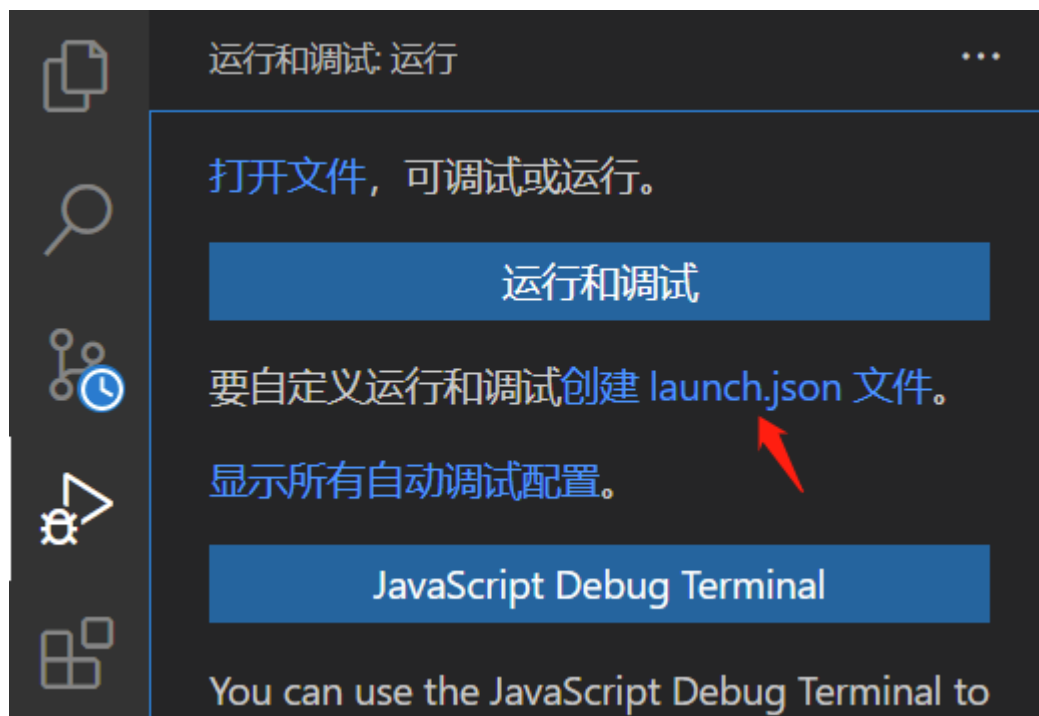 运行和调试: 运行
打开文件，可调试或运行。
运行和调试
要自定义运行和调试创建 launch.json 文件。
显示所有自动调试配置。
JavaScript Debug Terminal
You can use the JavaScript Debug Terminal to